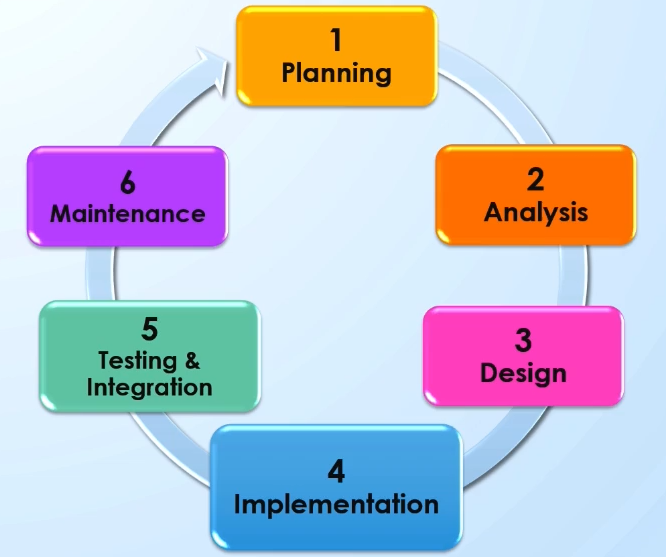 1
Planning
2
Analysis
3
Design
4
Implementation
5
Testing &
Integration
6
Maintenance